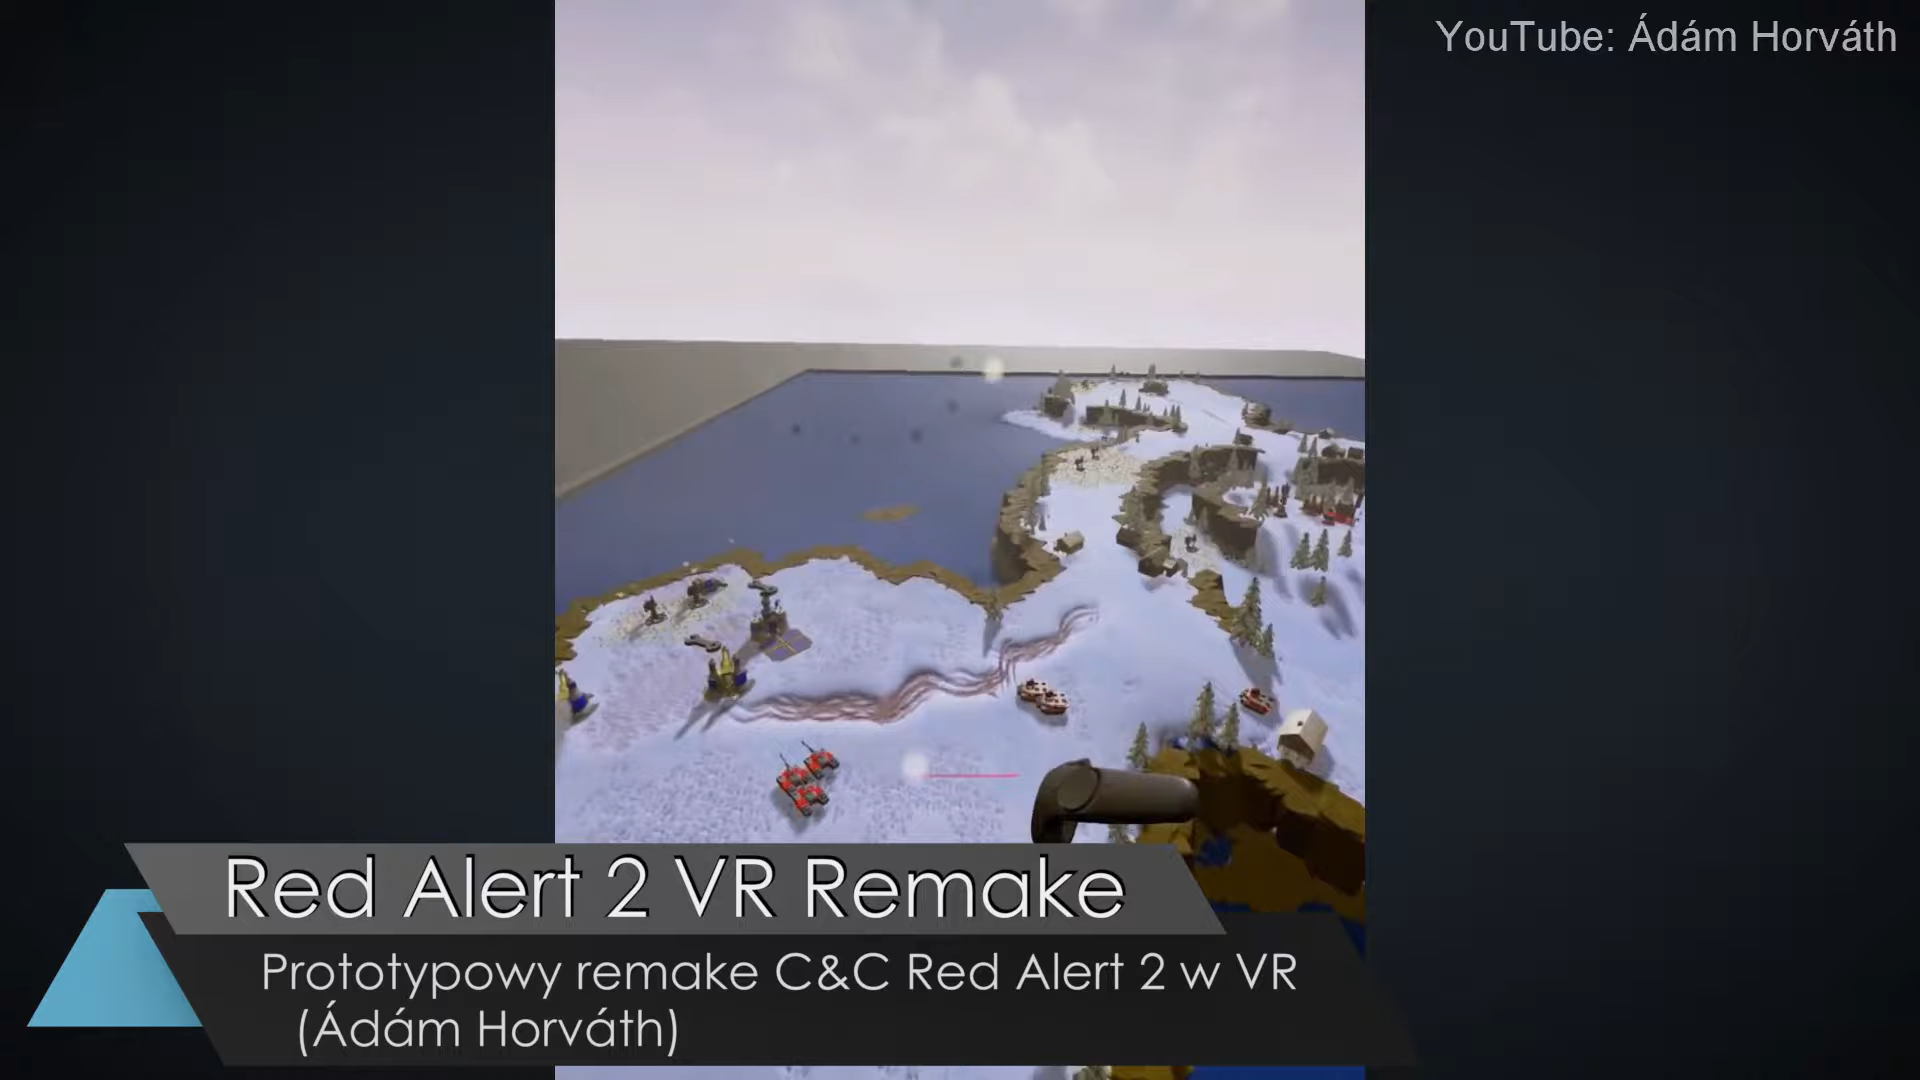 YouTube: Ádám Horváth
Red Alert 2 VR Remake
Prototypowy remake C&C Red Alert 2 w VR
(Ádám Horváth)